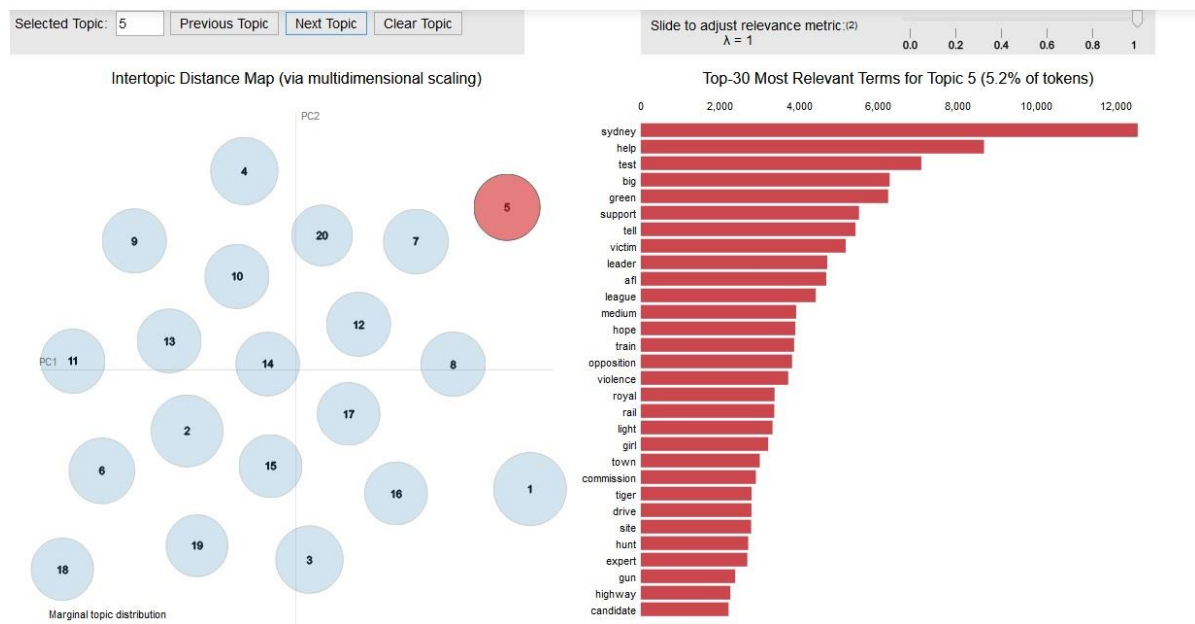 Selected Topic: 5 Previous Topic Next Topic Clear Topic
Slide to adjust relevance metric:(2)
λ = 1
0.0 0.2 0.4 0.6 0.8 1
Intertopic Distance Map (via multidimensional scaling)
PC2
PC1
4
5
9
20
7
10
12
13
11
14
8
17
2
15
6
16
1
19
3
18
Marginal topic distribution
Top-30 Most Relevant Terms for Topic 5 (5.2% of tokens)
0 2,000 4,000 6,000 8,000 10,000 12,000
sydney
help
test
big
green
support
tell
victim
leader
afl
league
medium
hope
train
opposition
violence
royal
rail
light
girl
town
commission
tiger
drive
site
hunt
expert
gun
highway
candidate